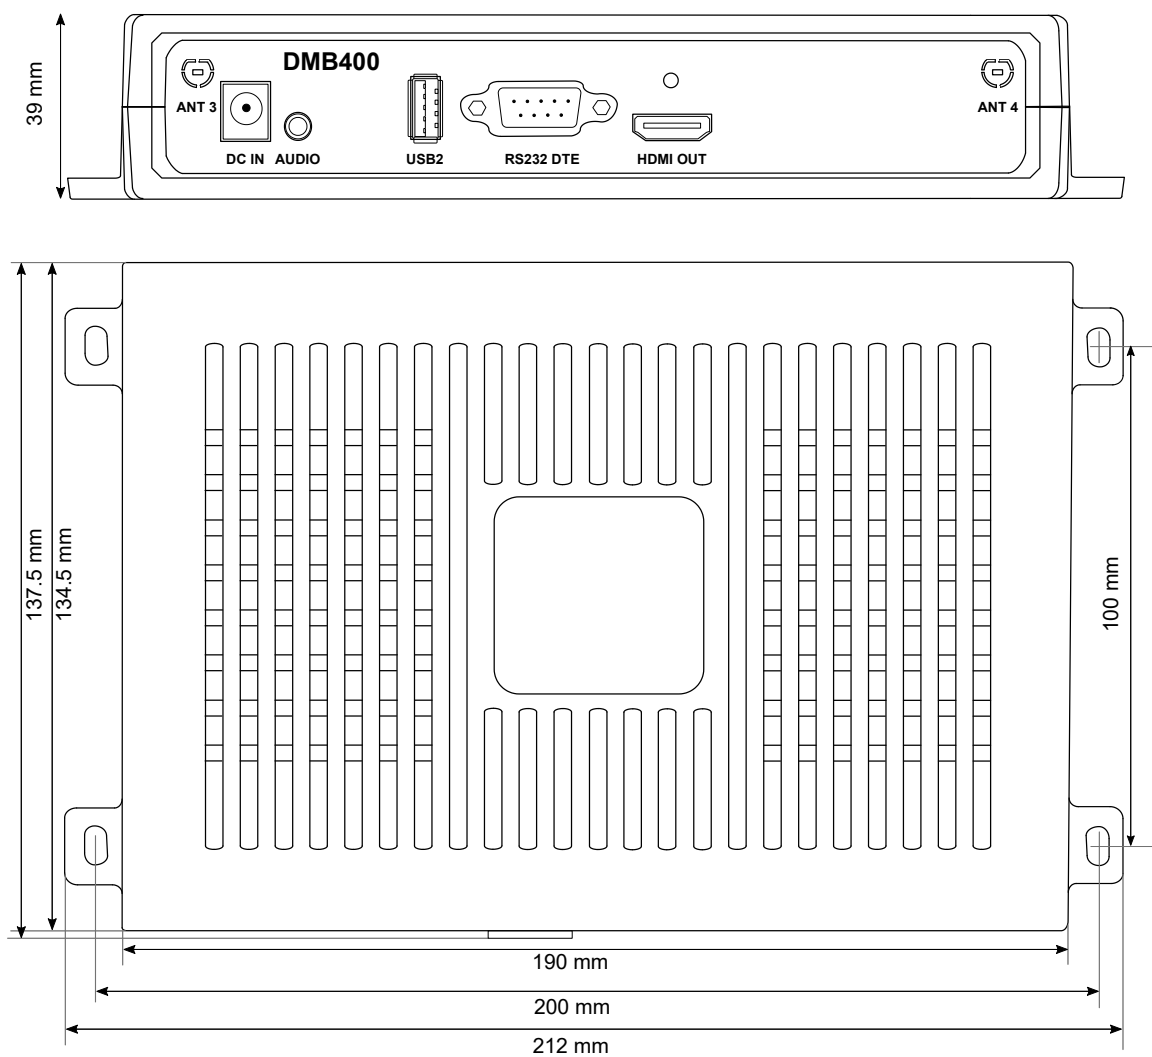 39 mm
DMB400
ANT 3
ANT 4
DC IN
AUDIO
USB2
RS232 DTE
HDMI OUT
137.5 mm
134.5 mm
100 mm
190 mm
200 mm
212 mm